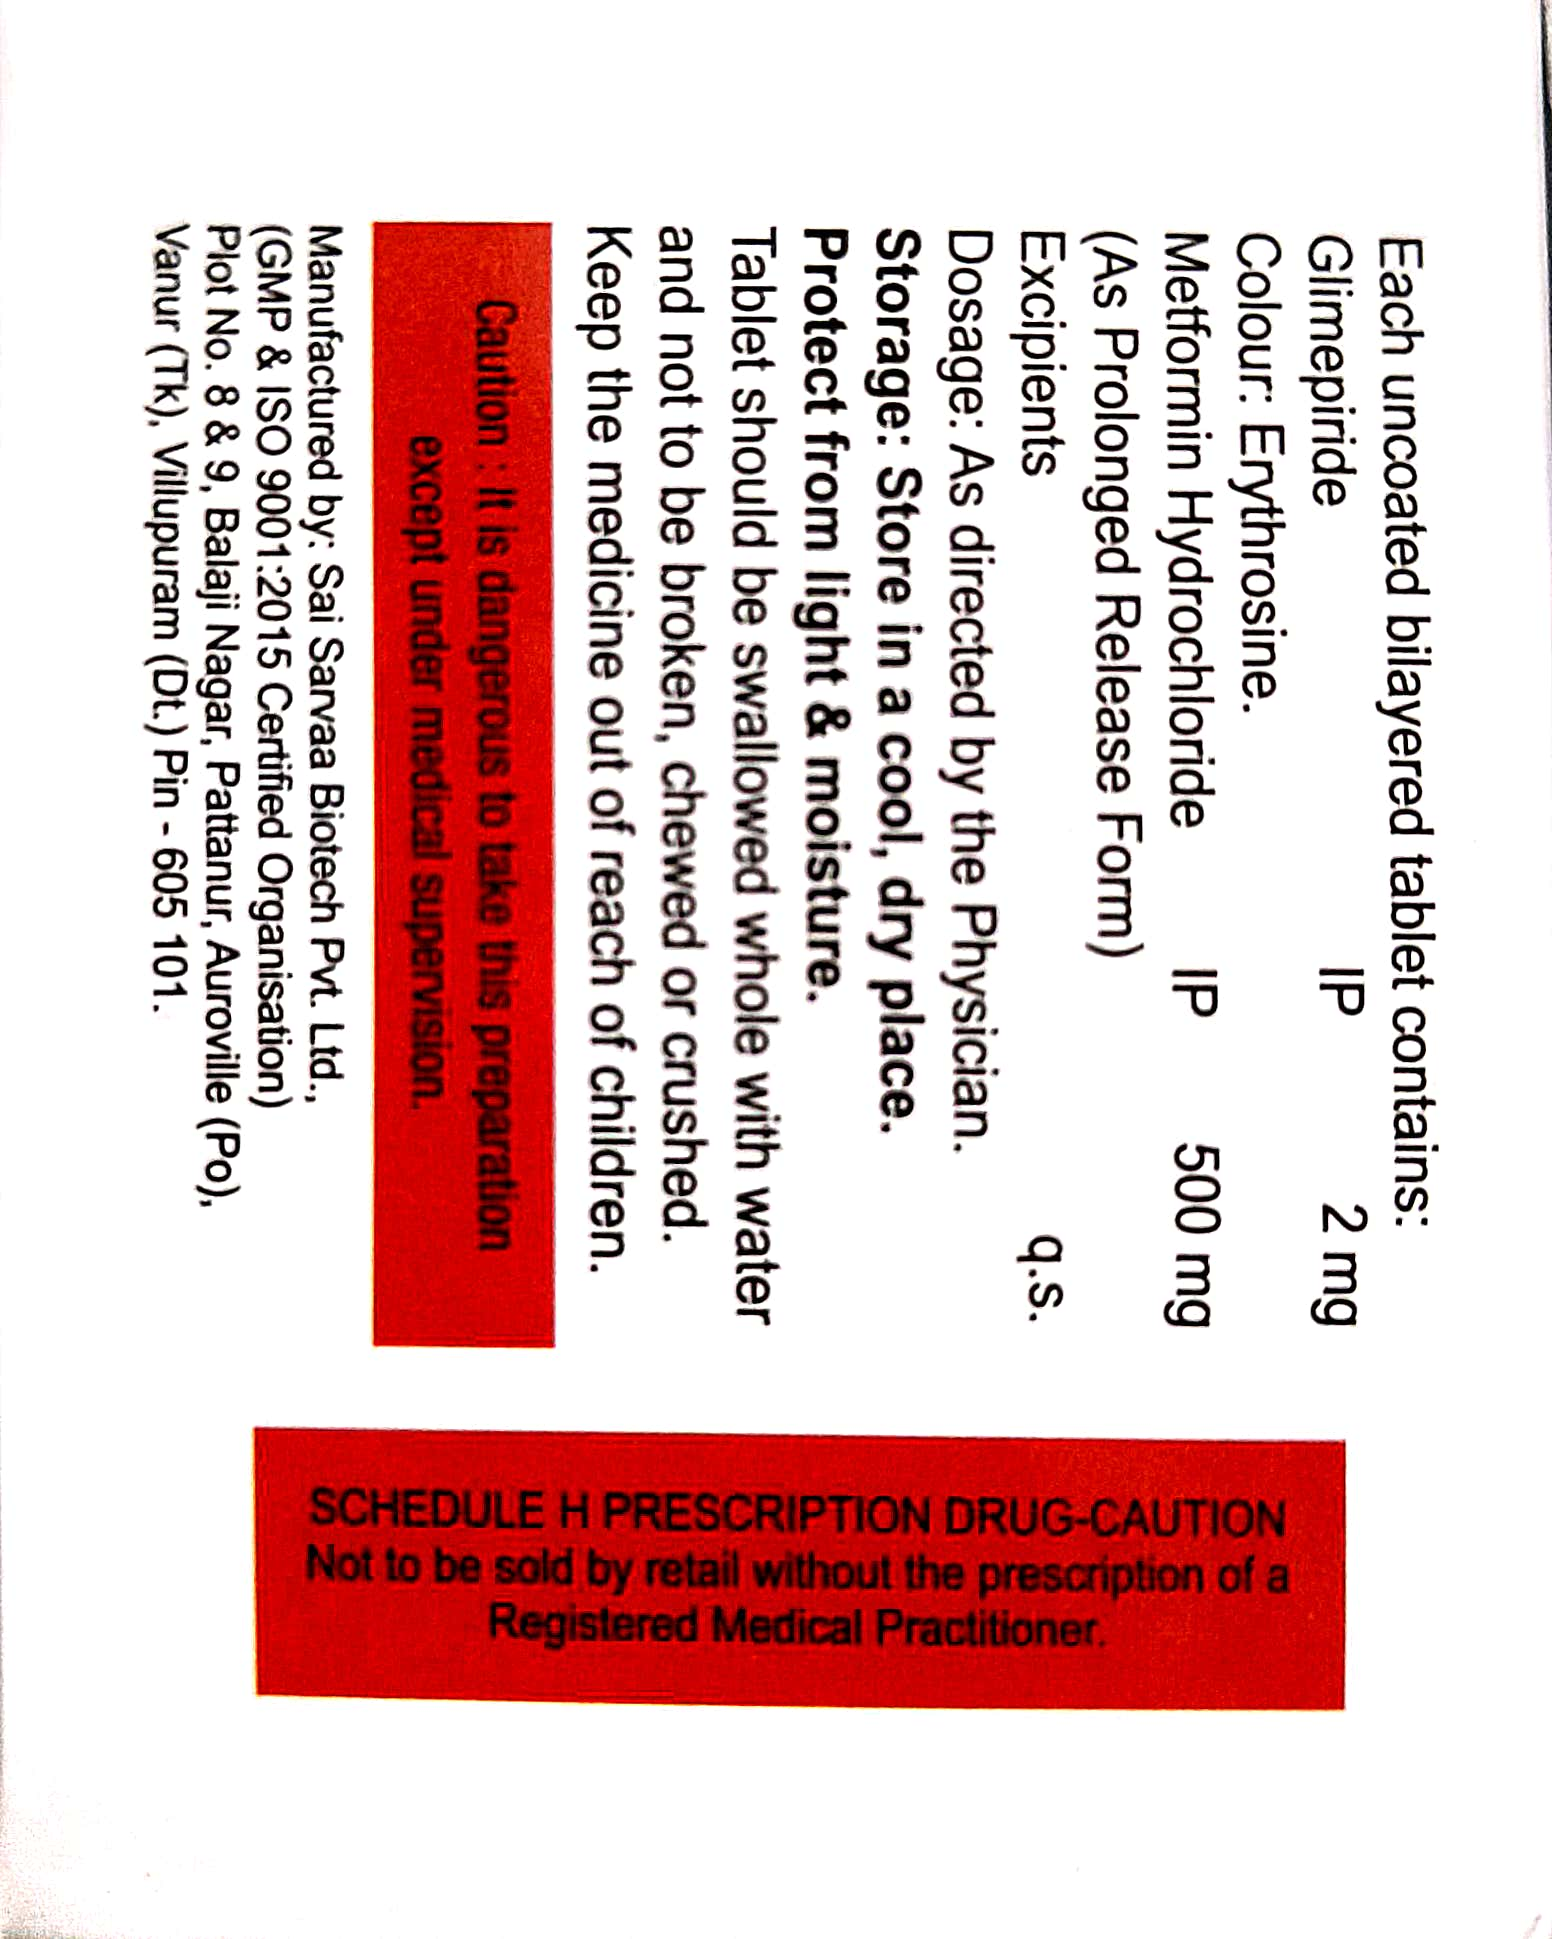 Each uncoated bilayered tablet contains:
Glimepiride IP 2 mg
Colour: Erythrosine.
Metformin Hydrochloride IP 500 mg
(As Prolonged Release Form)
Excipients q.s.
Dosage: As directed by the Physician.
Storage: Store in a cool, dry place.
Protect from light & moisture.
Tablet should be swallowed whole with water
and not to be broken, chewed or crushed.
Keep the medicine out of reach of children.
Caution : It is dangerous to take this preparation
except under medical supervision.
Manufactured by: Sai Sarvaa Biotech Pvt. Ltd.,
(GMP & ISO 9001:2015 Certified Organisation)
Plot No. 8 & 9, Balaji Nagar, Pattanur, Auroville (Po),
Vanur (Tk), Villupuram (Dt.) Pin - 605 101.
SCHEDULE H PRESCRIPTION DRUG-CAUTION
Not to be sold by retail without the prescription of a
Registered Medical Practitioner.